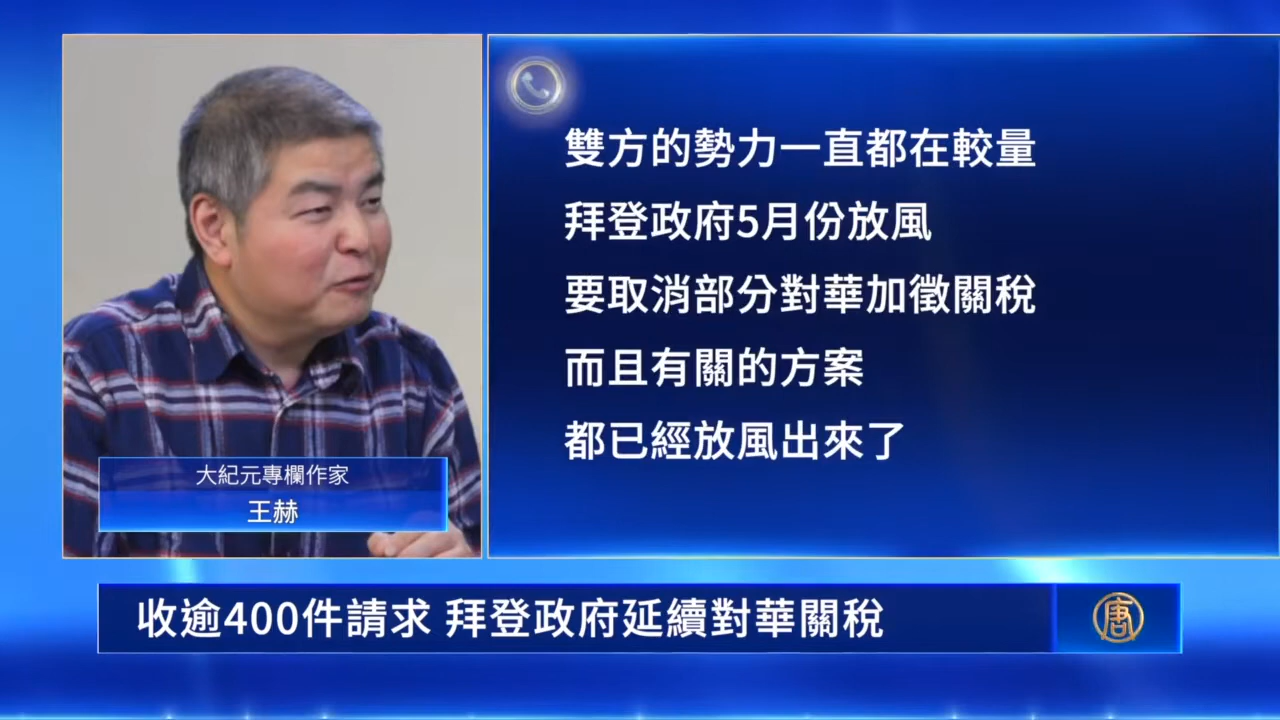 雙方的勢力一直都在較量
拜登政府5月份放風
要取消部分對華加徵關稅
而且有關的方案
都已經放風出來了
大紀元專欄作家
王赫
收逾400件請求 拜登政府延續對華關稅
唐